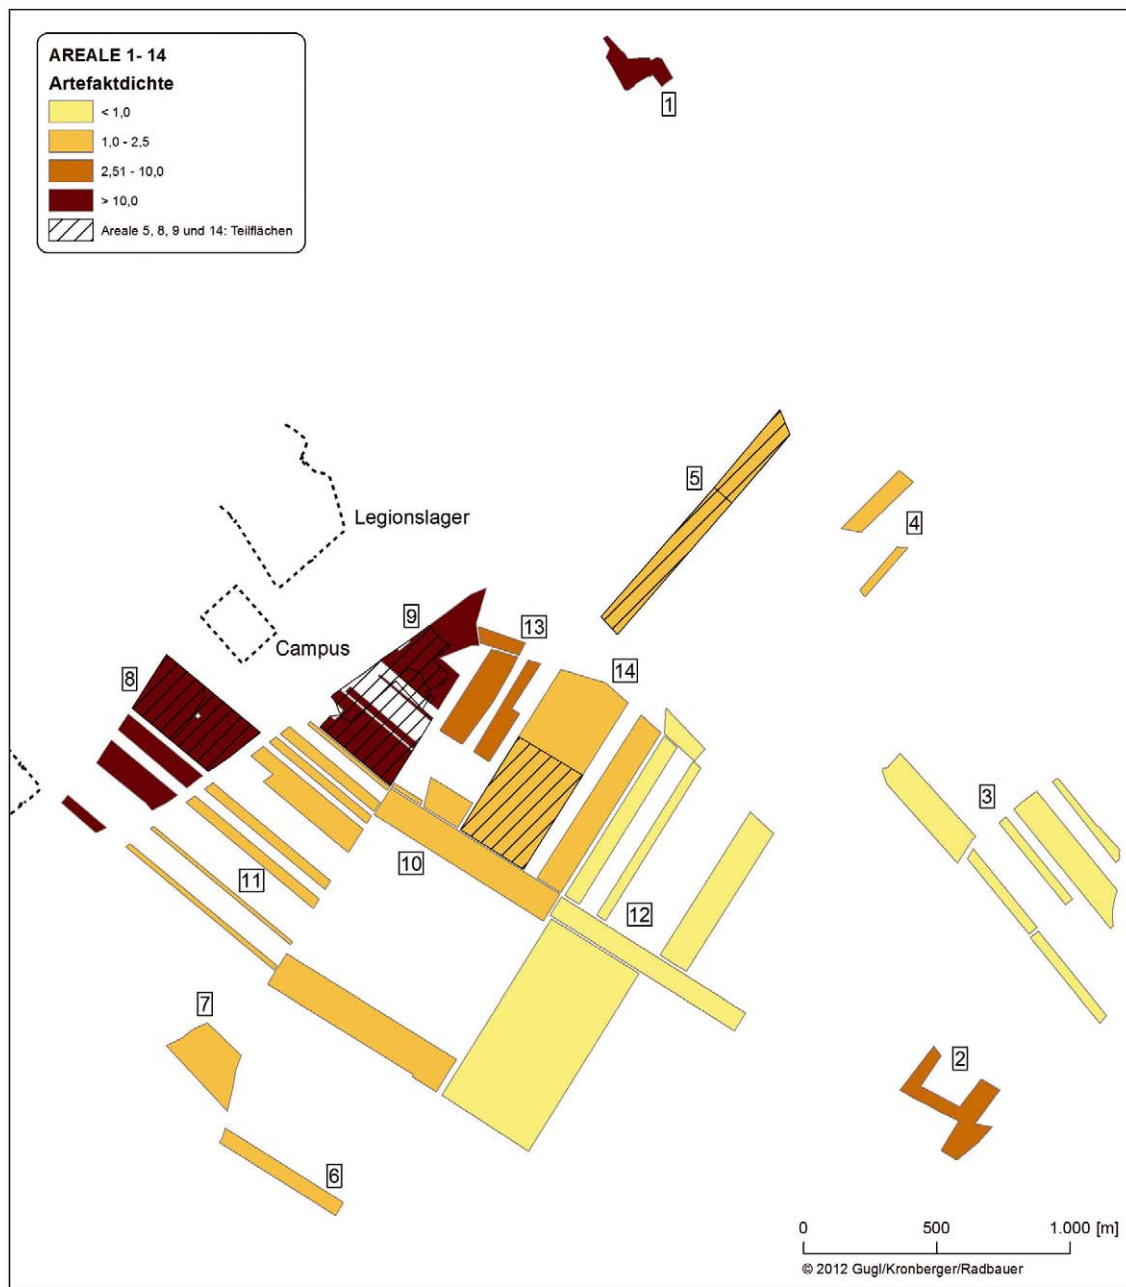 AREALE 1- 14
Artefaktdichte
< 1,0
1,0 - 2,5
2,51 - 10,0
> 10,0
Areale 5, 8, 9 und 14: Teilflächen
1
5
4
Legionslager
9
13
Campus
14
8
3
10
11
12
7
2
6
0 500 1.000 [m]
© 2012 Gugl/Kronberger/Radbauer